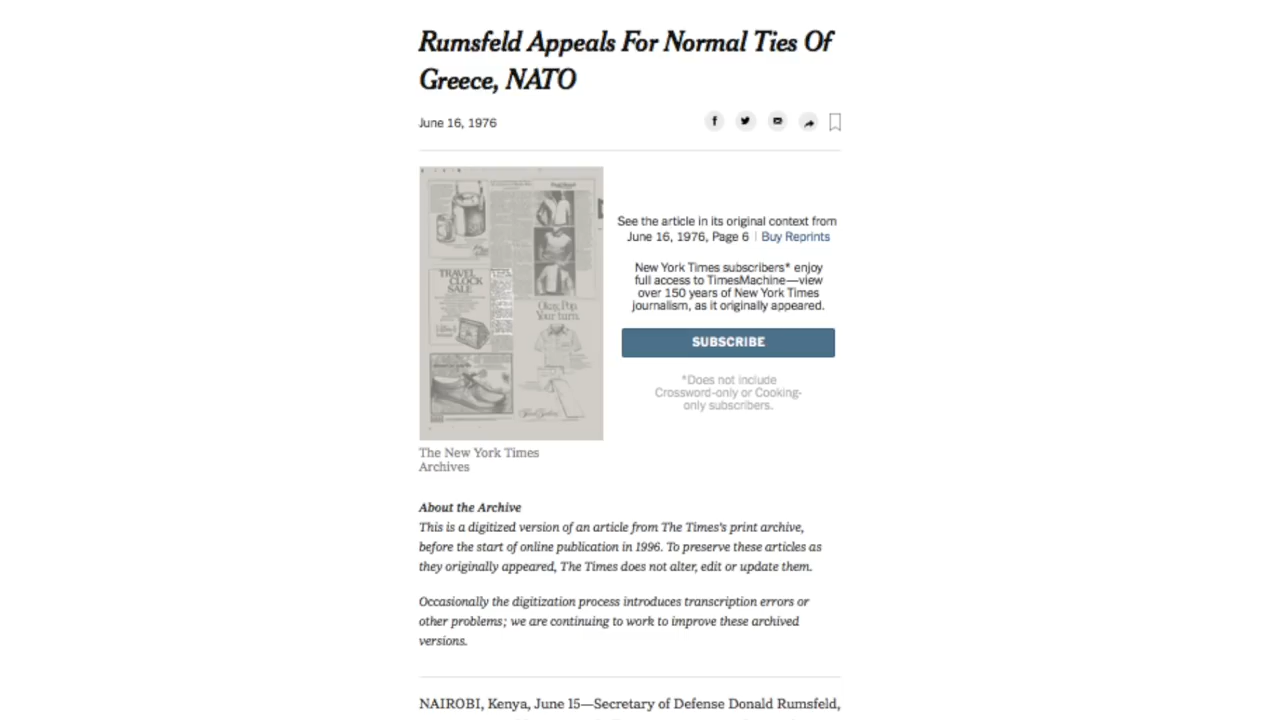 Rumsfeld Appeals For Normal Ties Of
Greece, NATO
June 16, 1976
See the article in its original context from
June 16, 1976, Page 6 | Buy Reprints
New York Times subscribers* enjoy
full access to TimesMachine—view
over 150 years of New York Times
journalism, as it originally appeared.
SUBSCRIBE
*Does not include
Crossword-only or Cooking-
only subscribers.
TRAVEL
CLOCK
SALE
Okay, Pop.
Your turn.
The New York Times
Archives
About the Archive
This is a digitized version of an article from The Times's print archive,
before the start of online publication in 1996. To preserve these articles as
they originally appeared, The Times does not alter, edit or update them.
Occasionally the digitization process introduces transcription errors or
other problems; we are continuing to work to improve these archived
versions.
NAIROBI, Kenya, June 15—Secretary of Defense Donald Rumsfeld,